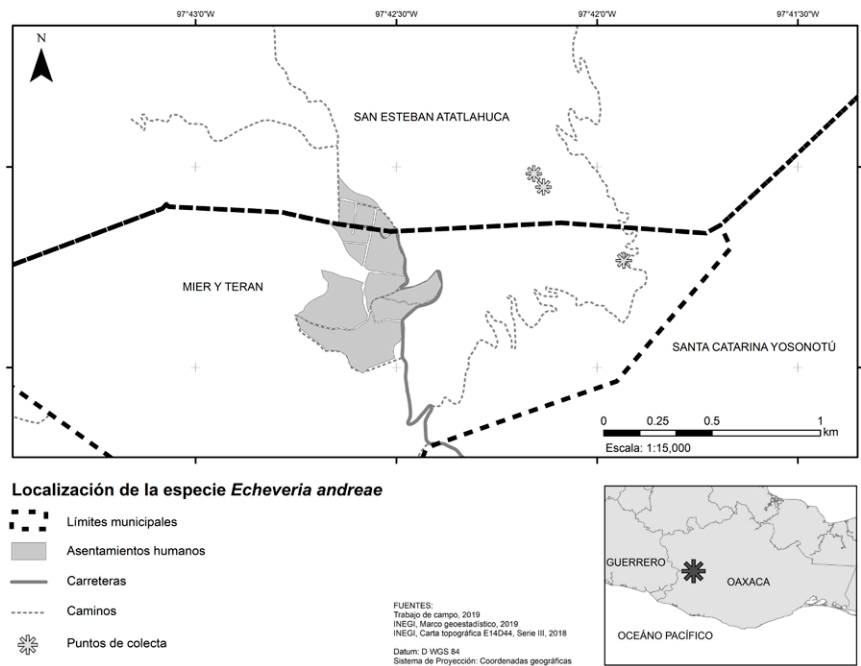 97°43'0"W
97°42'30"W
97°42'0"W
97°41'30"W
N
SAN ESTEBAN ATATLAHUCA
MIER Y TERAN
SANTA CATARINA YOSONOTÚ
0 0.25 0.5 1
km
Escala: 1:15,000
Localización de la especie Echeveria andreae
Límites municipales
Asentamientos humanos
Carreteras
Caminos
Puntos de colecta
FUENTES:
Trabajo de campo, 2019
INEGI, Marco geoestadístico, 2019
INEGI, Carta topográfica E14D44, Serie III, 2018
Datum: D WGS 84
Sistema de Proyección: Coordenadas geográficas
GUERRERO
OAXACA
OCEÁNO PACÍFICO